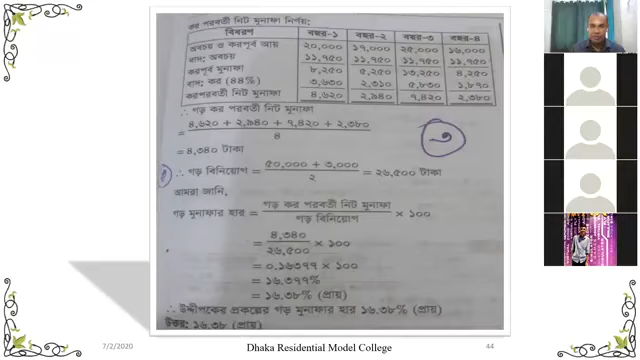 কর পরবর্তী নিট মুনাফা নির্ণয়:
বিবরণ বছর-১ বছর-২ বছর-৩ বছর-৪
অবচয় ও করপূর্ব আয় ২০,০০০ ১৭,০০০ ২৫,০০০ ১৬,০০০
বাদ: অবচয় ১১,৭৫০ ১১,৭৫০ ১১,৭৫০ ১১,৭৫০
করপূর্ব মুনাফা ৮,২৫০ ৫,২৫০ ১৩,২৫০ ৪,২৫০
বাদ: কর (৪৪%) ৩,৬৩০ ২,৩১০ ৫,৮৩০ ১,৮৭০
করপরবর্তী নিট মুনাফা ৪,৬২০ ২,৯৪০ ৭,৪২০ ২,৩৮০
∴ গড় কর পরবর্তী নিট মুনাফা
= ৪,৬২০ + ২,৯৪০ + ৭,৪২০ + ২,৩৮০
৪
= ৪,৩৪০ টাকা
৩
∴ গড় বিনিয়োগ = ৫০,০০০ + ৩,০০০ / ২ = ২৬,৫০০ টাকা
আমরা জানি,
গড় মুনাফার হার = গড় কর পরবর্তী নিট মুনাফা / গড় বিনিয়োগ × ১০০
= ৪,৩৪০ / ২৬,৫০০ × ১০০
= ০.১৬৩৭৭ × ১০০
= ১৬.৩৭৭%
= ১৬.৩৮% (প্রায়)
∴ উদ্দীপকের প্রকল্পের গড় মুনাফার হার ১৬.৩৮% (প্রায়)
উত্তর: ১৬.৩৮ (প্রায়)
7/2/2020 Dhaka Residential Model College 44